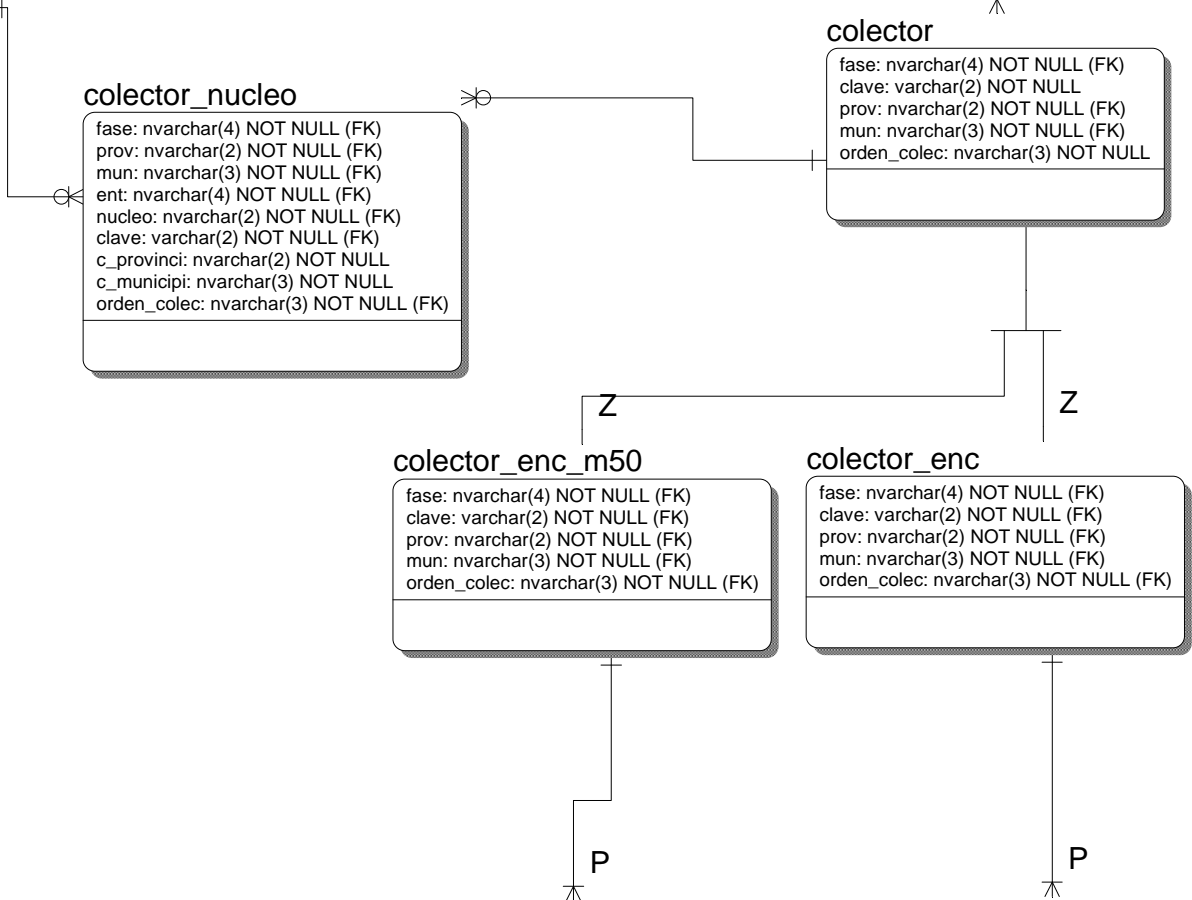 colector
fase: nvarchar(4) NOT NULL (FK)
clave: varchar(2) NOT NULL
prov: nvarchar(2) NOT NULL (FK)
mun: nvarchar(3) NOT NULL (FK)
orden_colec: nvarchar(3) NOT NULL
colector_nucleo
fase: nvarchar(4) NOT NULL (FK)
prov: nvarchar(2) NOT NULL (FK)
mun: nvarchar(3) NOT NULL (FK)
ent: nvarchar(4) NOT NULL (FK)
nucleo: nvarchar(2) NOT NULL (FK)
clave: varchar(2) NOT NULL (FK)
c_provinci: nvarchar(2) NOT NULL
c_municipi: nvarchar(3) NOT NULL
orden_colec: nvarchar(3) NOT NULL (FK)
Z
Z
colector_enc_m50
fase: nvarchar(4) NOT NULL (FK)
clave: varchar(2) NOT NULL (FK)
prov: nvarchar(2) NOT NULL (FK)
mun: nvarchar(3) NOT NULL (FK)
orden_colec: nvarchar(3) NOT NULL (FK)
colector_enc
fase: nvarchar(4) NOT NULL (FK)
clave: varchar(2) NOT NULL (FK)
prov: nvarchar(2) NOT NULL (FK)
mun: nvarchar(3) NOT NULL (FK)
orden_colec: nvarchar(3) NOT NULL (FK)
P
P